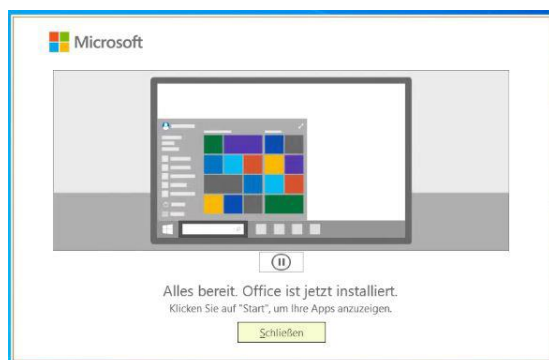 Microsoft
Alles bereit. Office ist jetzt installiert.
Klicken Sie auf "Start", um Ihre Apps anzuzeigen.
Schließen